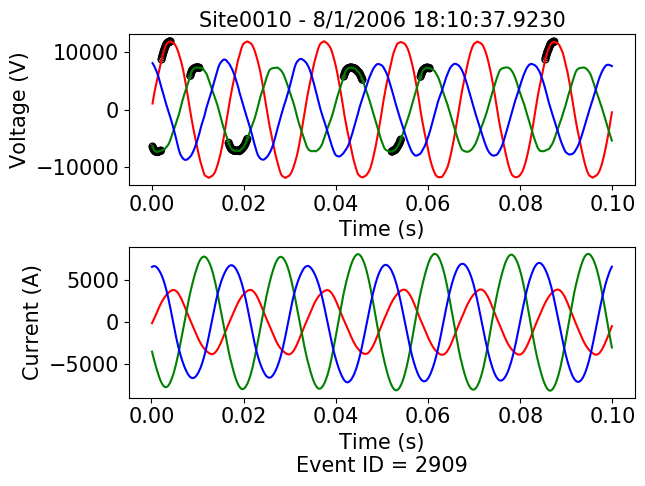 Site0010 - 8/1/2006 18:10:37.9230
Voltage (V)
10000
0
−10000
0.00 0.02 0.04 0.06 0.08 0.10
Time (s)
Current (A)
5000
0
−5000
0.00 0.02 0.04 0.06 0.08 0.10
Time (s)
Event ID = 2909